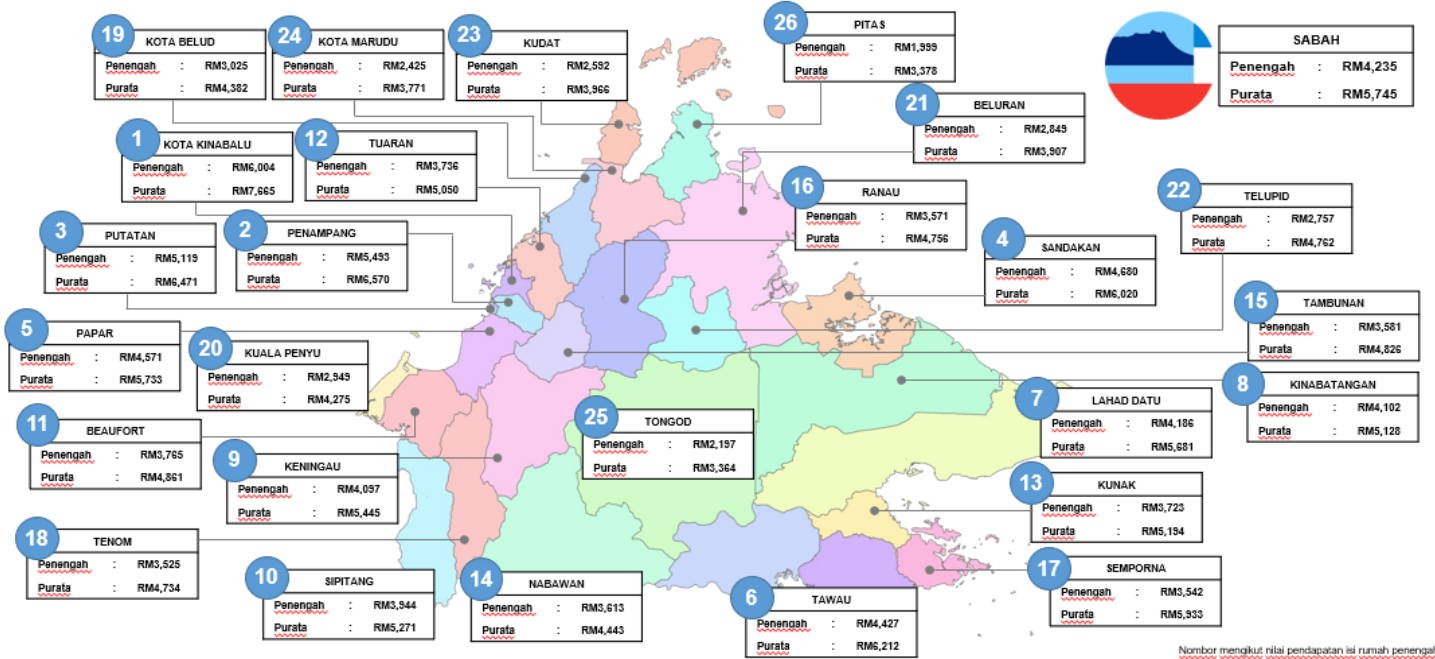 19
KOTA BELUD
Penengah : RM3,025
Purata : RM4,382
24
KOTA MARUDU
Penengah : RM2,425
Purata : RM3,771
23
KUDAT
Penengah : RM2,592
Purata : RM3,966
26
PITAS
Penengah : RM1,999
Purata : RM3,378
SABAH
Penengah : RM4,235
Purata : RM5,745
21
BELURAN
Penengah : RM2,849
Purata : RM3,907
1
KOTA KINABALU
Penengah : RM6,004
Purata : RM7,665
12
TUARAN
Penengah : RM3,736
Purata : RM5,050
16
RANAU
Penengah : RM3,571
Purata : RM4,756
22
TELUPID
Penengah : RM2,757
Purata : RM4,762
3
PUTATAN
Penengah : RM5,119
Purata : RM6,471
2
PENAMPANG
Penengah : RM5,493
Purata : RM6,570
4
SANDAKAN
Penengah : RM4,680
Purata : RM6,020
15
TAMBUNAN
Penengah : RM3,581
Purata : RM4,826
5
PAPAR
Penengah : RM4,571
Purata : RM5,733
20
KUALA PENYU
Penengah : RM2,949
Purata : RM4,275
8
KINABATANGAN
Penengah : RM4,102
Purata : RM5,128
7
LAHAD DATU
Penengah : RM4,186
Purata : RM5,681
11
BEAUFORT
Penengah : RM3,765
Purata : RM4,861
25
TONGOD
Penengah : RM2,197
Purata : RM3,364
9
KENINGAU
Penengah : RM4,097
Purata : RM5,445
13
KUNAK
Penengah : RM3,723
Purata : RM5,194
18
TENOM
Penengah : RM3,525
Purata : RM4,734
10
SIPITANG
Penengah : RM3,944
Purata : RM5,271
14
NABAWAN
Penengah : RM3,613
Purata : RM4,443
6
TAWAU
Penengah : RM4,427
Purata : RM6,212
17
SEMPORNA
Penengah : RM3,542
Purata : RM5,933
Nombor mengikut nilai pendapatan isi rumah penengah